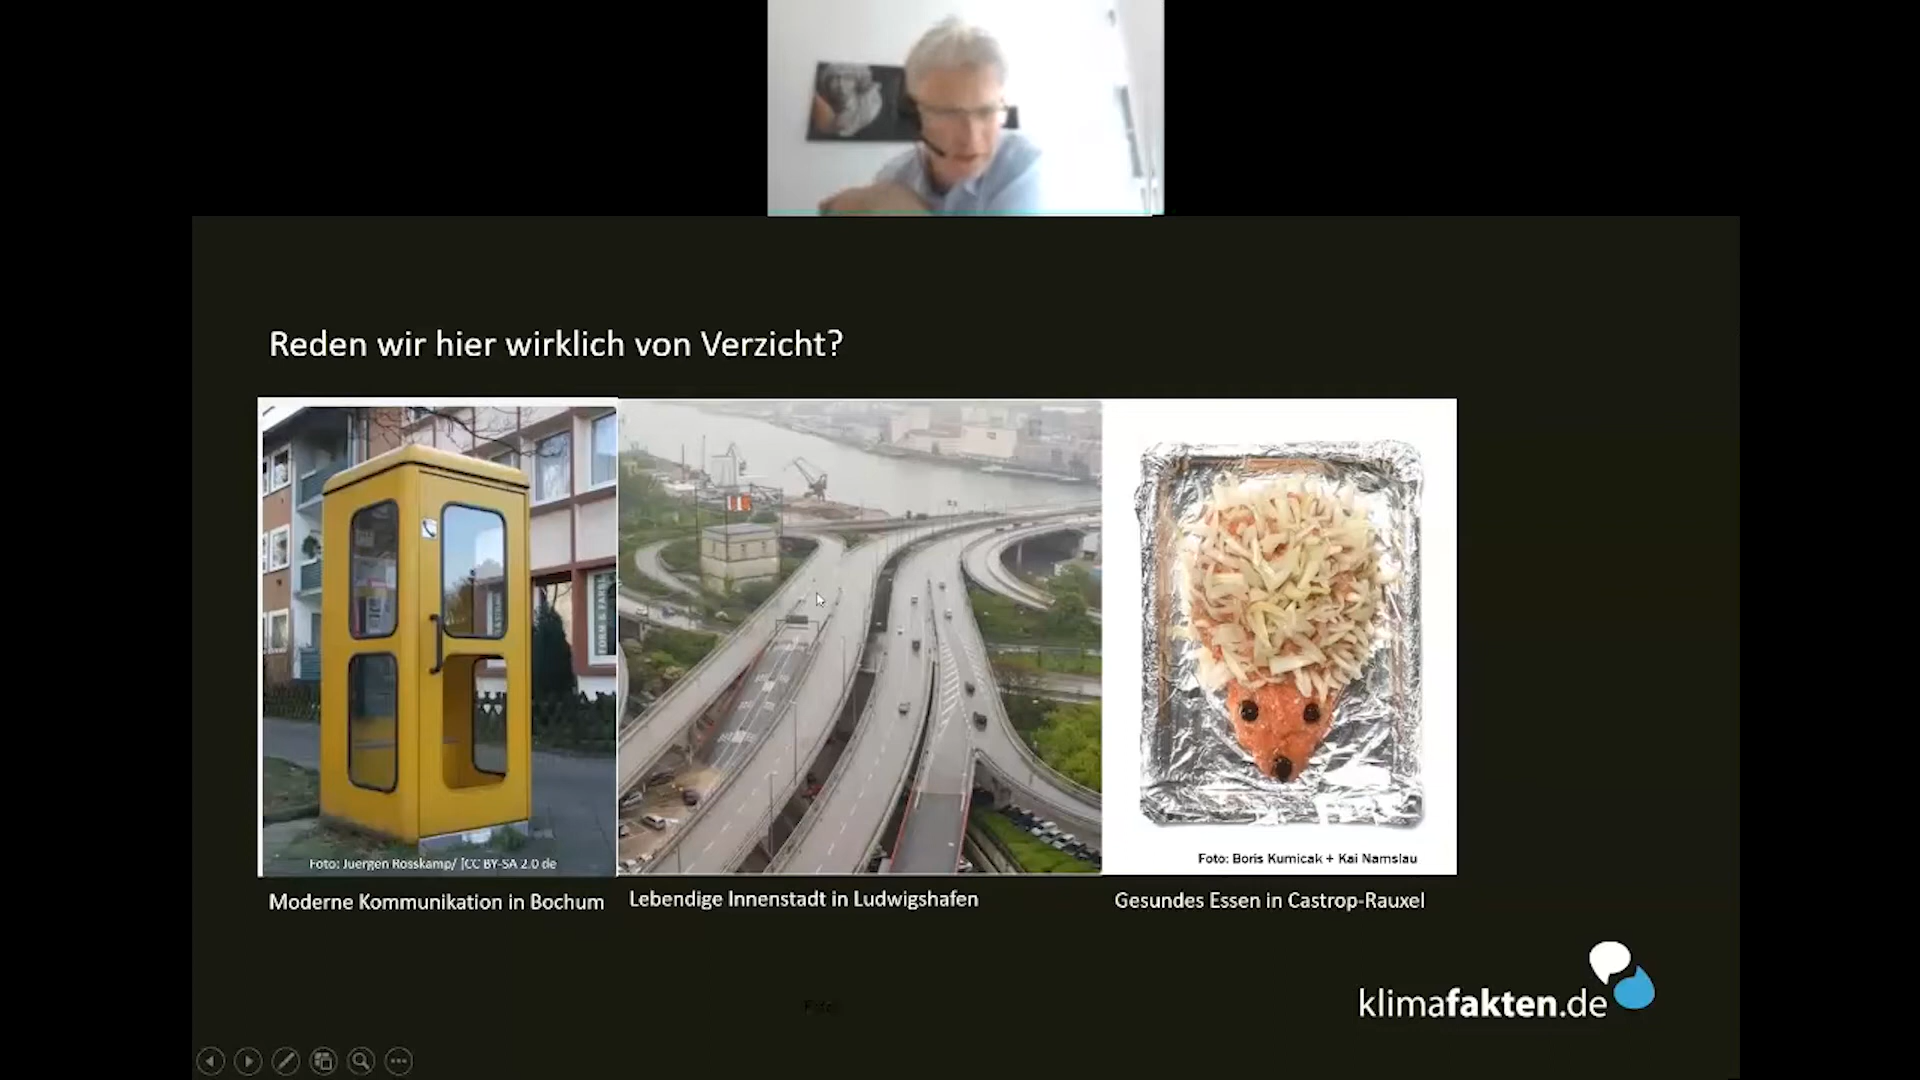 Reden wir hier wirklich von Verzicht?
Foto: Juergen Rosskamp/ [CC BY-SA 2.0 de
Foto: Boris Kumicak + Kai Namslau
Moderne Kommunikation in Bochum
Lebendige Innenstadt in Ludwigshafen
Gesundes Essen in Castrop-Rauxel
klimafakten.de